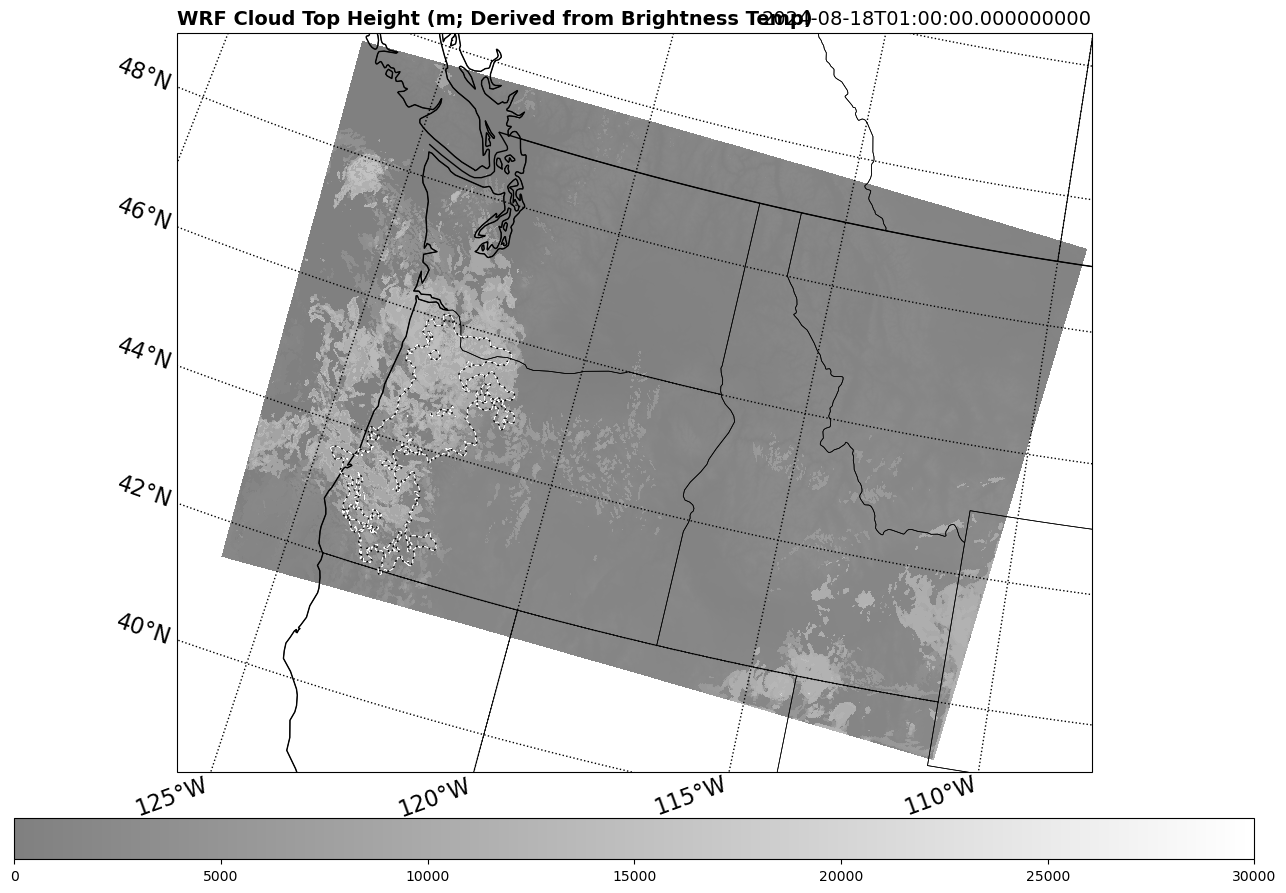 WRF Cloud Top Height (m; Derived from Brightness Temp) 2024-08-18T01:00:00.000000000
48°N
46°N
44°N
42°N
40°N
125°W 120°W 115°W 110°W
0 5000 10000 15000 20000 25000 30000